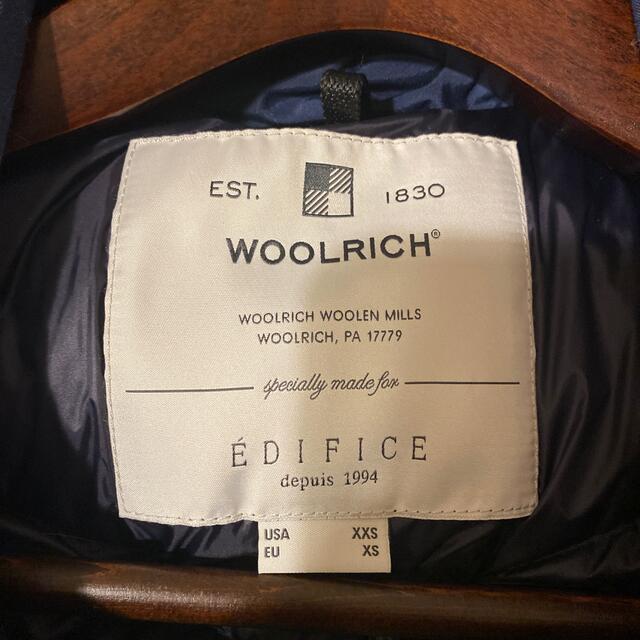 EST. 1830
WOOLRICH®
WOOLRICH WOOLEN MILLS
WOOLRICH, PA 17779
specially made for
ÉDIFICE
depuis 1994
USA XXS
EU XS